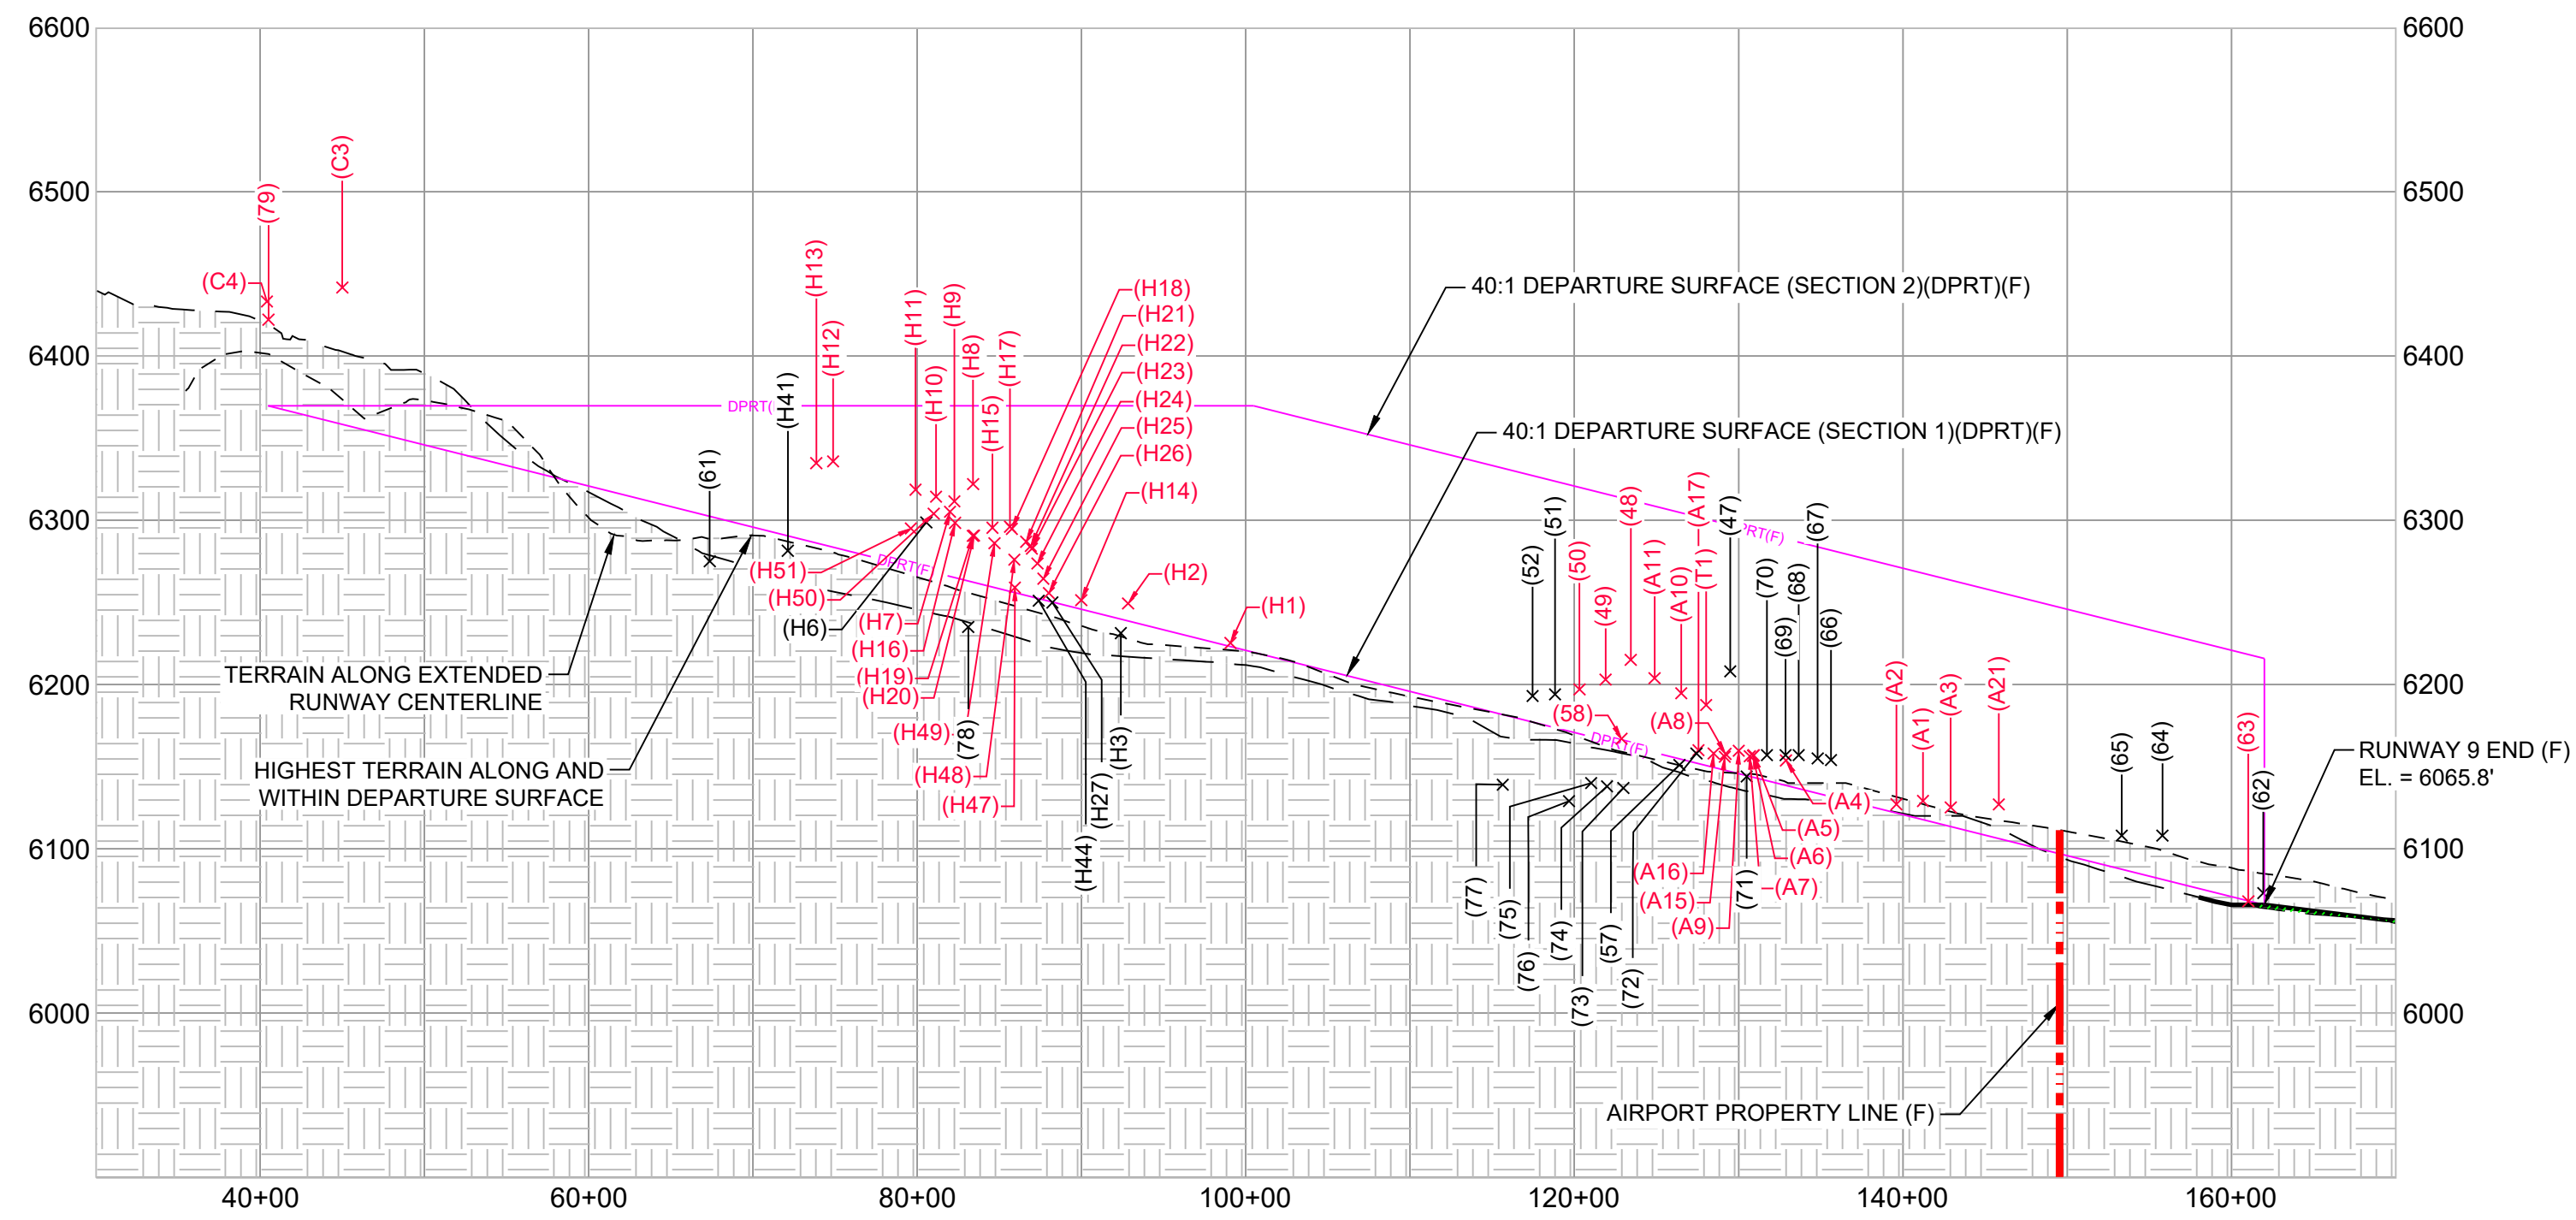 6600
6600
6500
6500
6400
6400
6300
6300
6200
6200
6100
6100
6000
6000
(C3)
(79)
(C4)
(H13)
(H12)
(H41)
(61)
(H11)
(H10)
(H9)
(H8)
(H15)
(H17)
(H18)
(H21)
(H22)
(H23)
(H24)
(H25)
(H26)
(H14)
(H2)
(H1)
40:1 DEPARTURE SURFACE (SECTION 2)(DPRT)(F)
40:1 DEPARTURE SURFACE (SECTION 1)(DPRT)(F)
DPRT(
DPRT(F
PRT(F)
DPRT(F)
(H51)
(H50)
(H6)
(H7)
(H16)
(H19)
(H20)
(H49)
(78)
(H48)
(H47)
(H44)
(H27)
(H3)
TERRAIN ALONG EXTENDED
RUNWAY CENTERLINE
HIGHEST TERRAIN ALONG AND
WITHIN DEPARTURE SURFACE
(52)
(51)
(50)
(49)
(48)
(A11)
(A10)
(A17)
(T1)
(47)
(70)
(69)
(68)
(67)
(66)
(58)
(A8)
(A2)
(A1)
(A3)
(A21)
(65)
(64)
(63)
(62)
RUNWAY 9 END (F)
EL. = 6065.8'
(77)
(75)
(76)
(74)
(73)
(57)
(72)
(A16)
(A15)
(A9)
(71)
(A4)
(A5)
(A6)
(A7)
AIRPORT PROPERTY LINE (F)
40+00
60+00
80+00
100+00
120+00
140+00
160+00